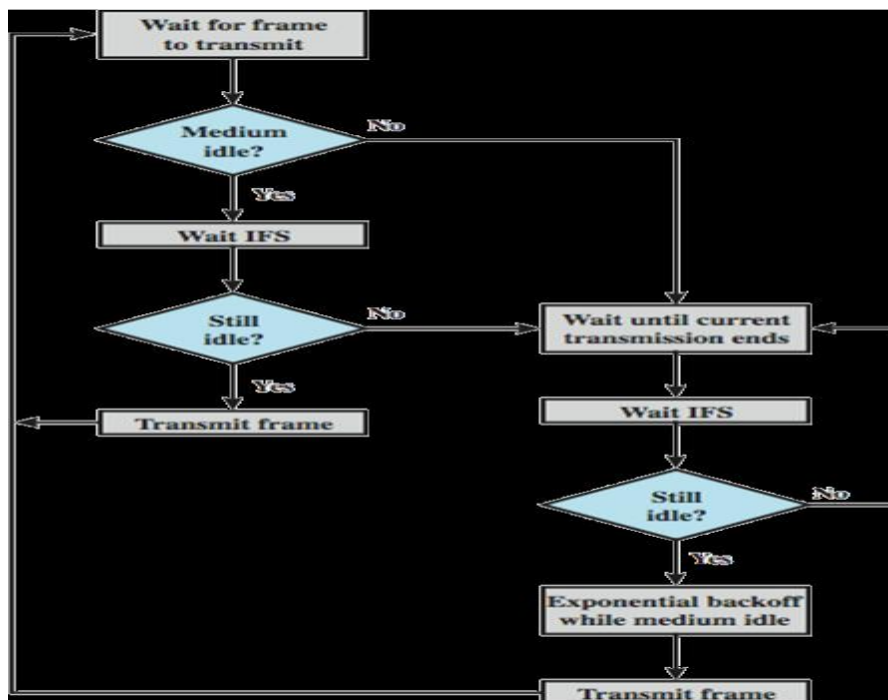 Wait for frame
to transmit
Medium
idle?
No
Yes
Wait IFS
Still
idle?
No
Yes
Transmit frame
Wait until current
transmission ends
Wait IFS
Still
idle?
No
Yes
Exponential backoff
while medium idle
Transmit frame